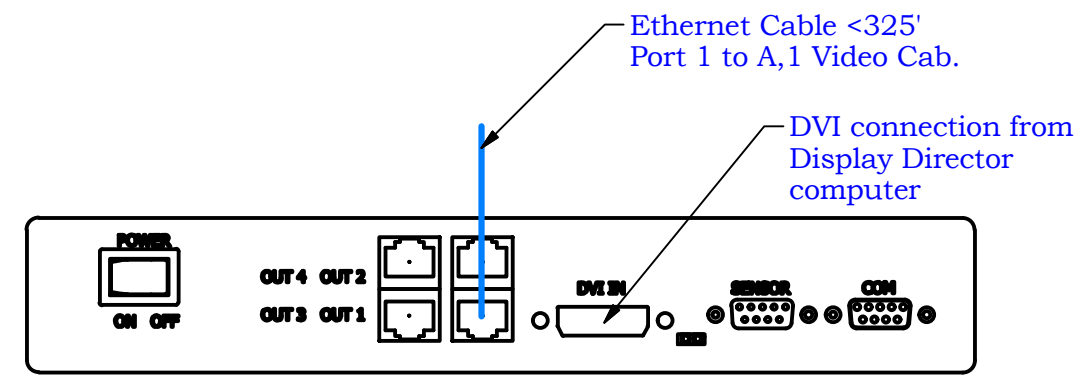 Ethernet Cable <325'
Port 1 to A,1 Video Cab.
DVI connection from
Display Director
computer
POWER
OUT 4 OUT 2
DVI IN
SENSOR
COM
ON OFF
OUT 3 OUT 1